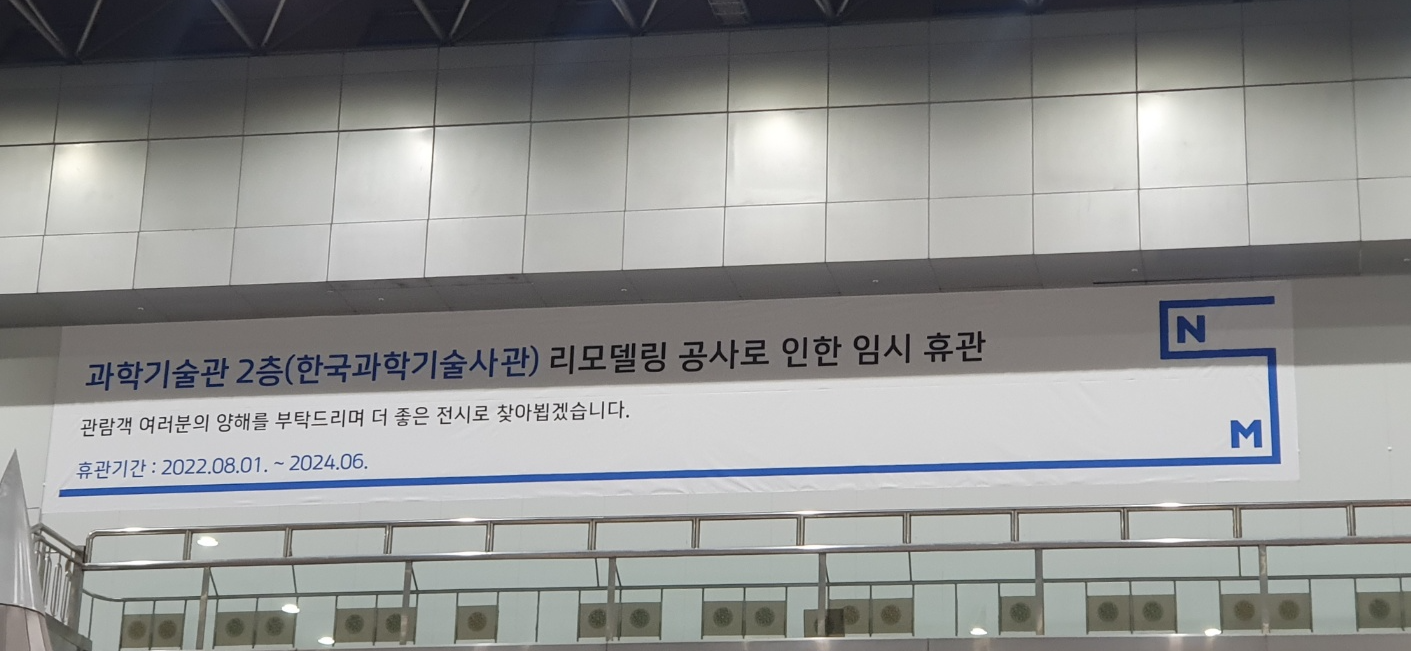 과학기술관 2층(한국과학기술사관) 리모델링 공사로 인한 임시 휴관
관람객 여러분의 양해를 부탁드리며 더 좋은 전시로 찾아뵙겠습니다.
휴관기간 : 2022.08.01. ~ 2024.06.
N
M